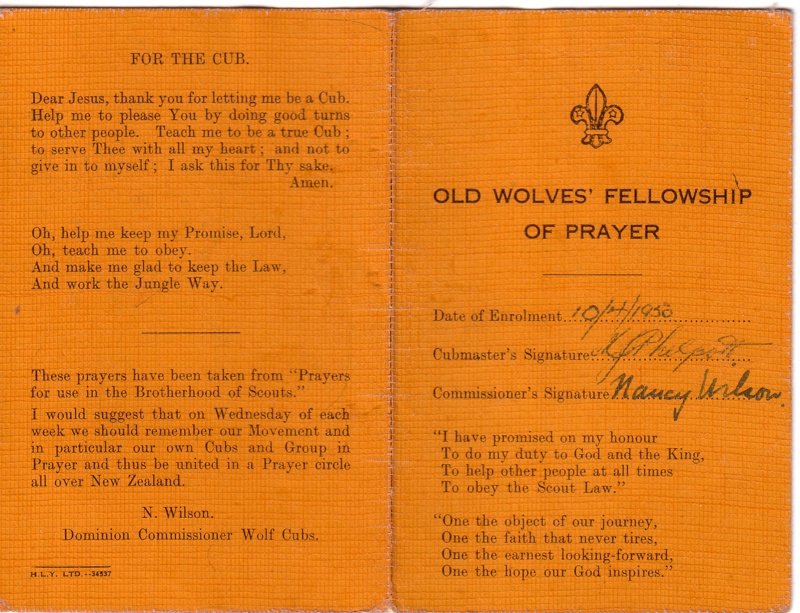 FOR THE CUB.
Dear Jesus, thank you for letting me be a Cub.
Help me to please You by doing good turns
to other people. Teach me to be a true Cub ;
to serve Thee with all my heart ; and not to
give in to myself ; I ask this for Thy sake.
Amen.
Oh, help me keep my Promise, Lord,
Oh, teach me to obey.
And make me glad to keep the Law,
And work the Jungle Way.
These prayers have been taken from "Prayers
for use in the Brotherhood of Scouts."
I would suggest that on Wednesday of each
week we should remember our Movement and
in particular our own Cubs and Group in
Prayer and thus be united in a Prayer circle
all over New Zealand.
N. Wilson.
Dominion Commissioner Wolf Cubs.
H.L.Y. LTD.--34537
OLD WOLVES' FELLOWSHIP
OF PRAYER
Date of Enrolment 10/4/1950
Cubmaster's Signature
Commissioner's Signature Nancy Wilson.
"I have promised on my honour
To do my duty to God and the King,
To help other people at all times
To obey the Scout Law."
"One the object of our journey,
One the faith that never tires,
One the earnest looking-forward,
One the hope our God inspires."